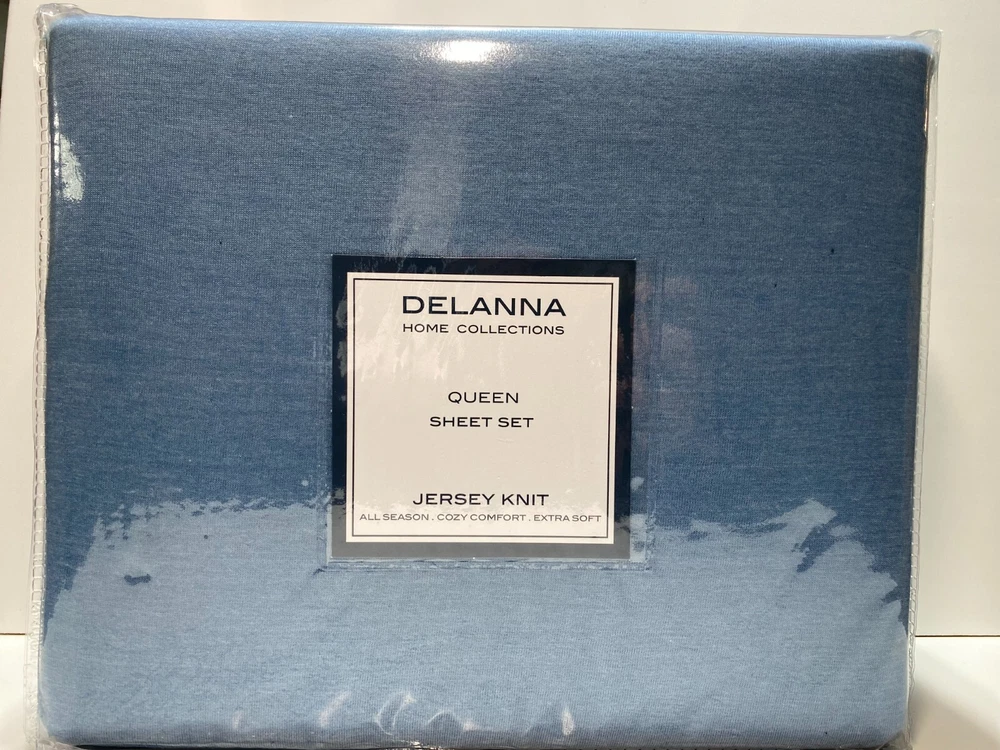 DELANNA
HOME COLLECTIONS
QUEEN
SHEET SET
JERSEY KNIT
ALL SEASON . COZY COMFORT . EXTRA SOFT